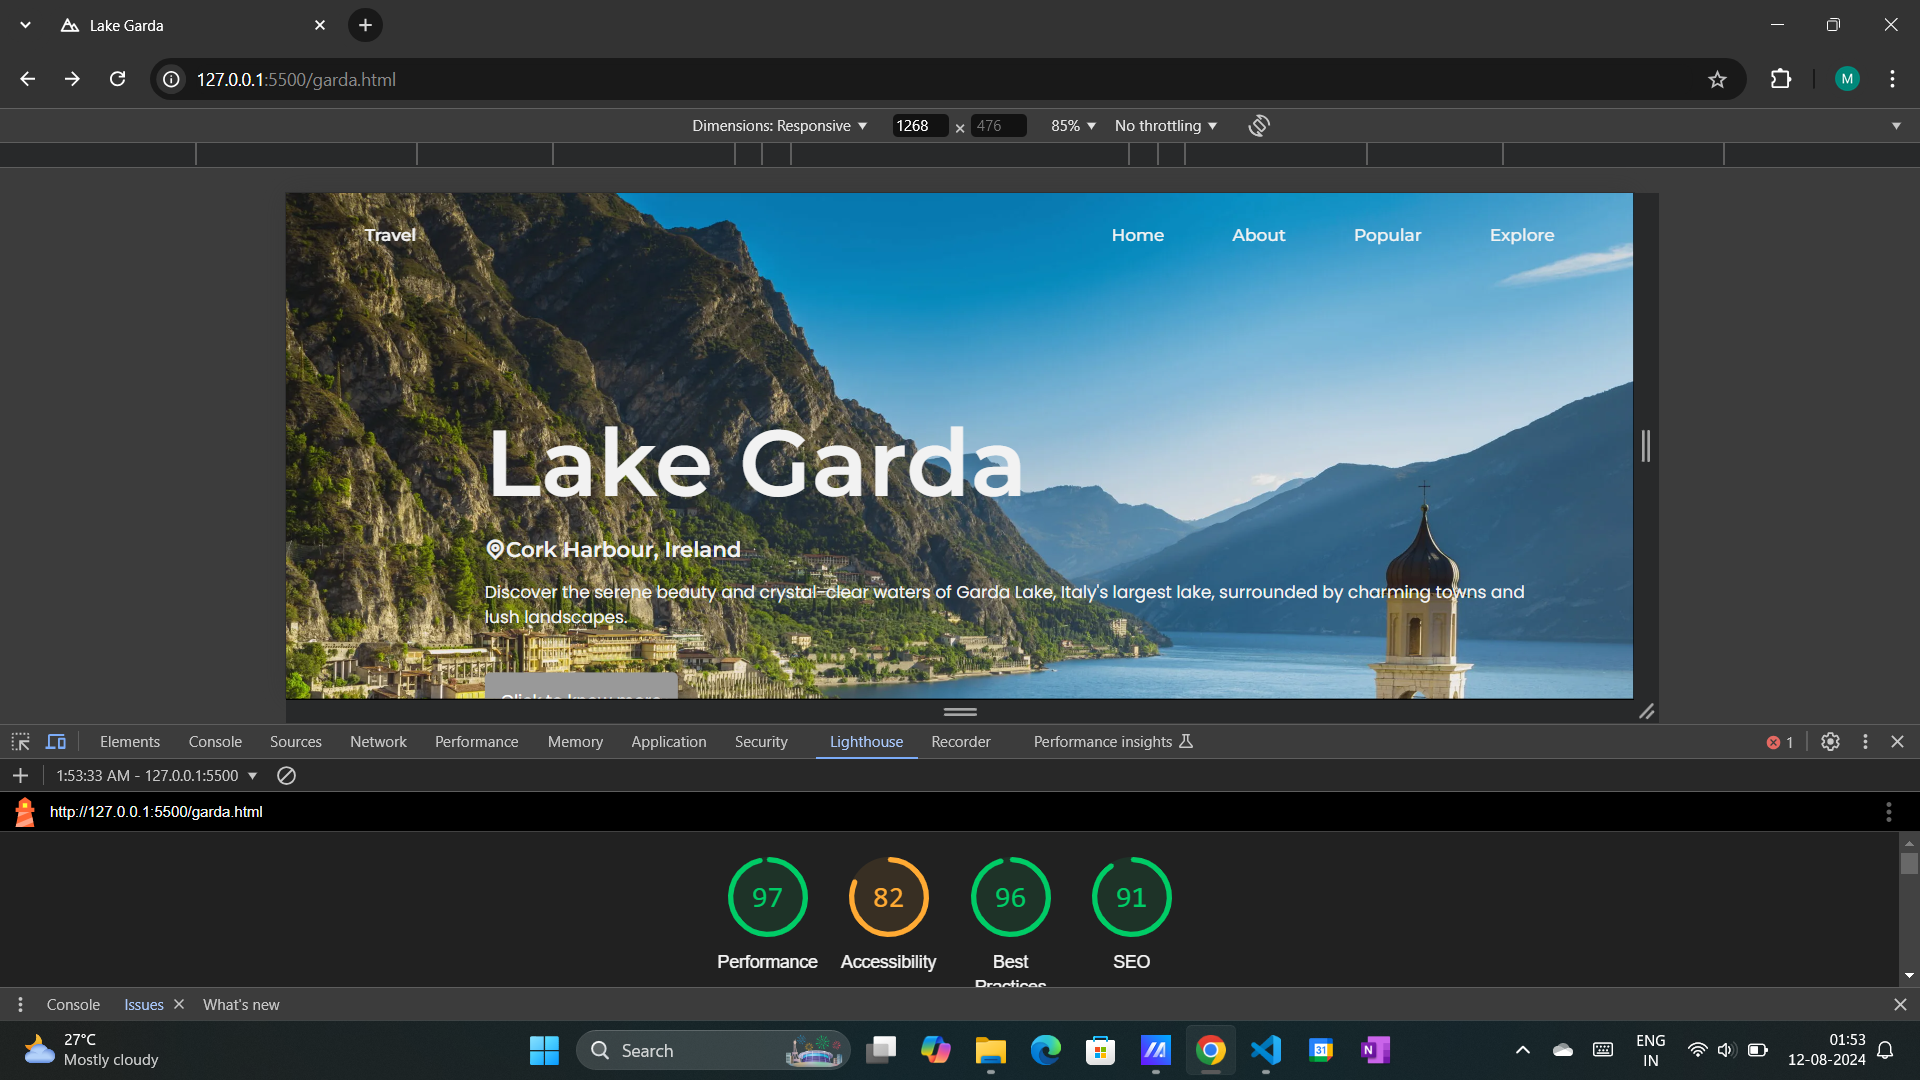 Lake Garda
127.0.0.1:5500/garda.html
M
Dimensions: Responsive 1268 × 476 85% No throttling
Travel Home About Popular Explore
Lake Garda
Cork Harbour, Ireland
Discover the serene beauty and crystal-clear waters of Garda Lake, Italy's largest lake, surrounded by charming towns and
lush landscapes.
Click to know more
Elements Console Sources Network Performance Memory Application Security Lighthouse Recorder Performance insights 1
1:53:33 AM - 127.0.0.1:5500
http://127.0.0.1:5500/garda.html
97 82 96 91
Performance Accessibility Best Practices SEO
Console Issues What's new
27°C
Mostly cloudy
Search
31
N
ENG
IN
01:53
12-08-2024